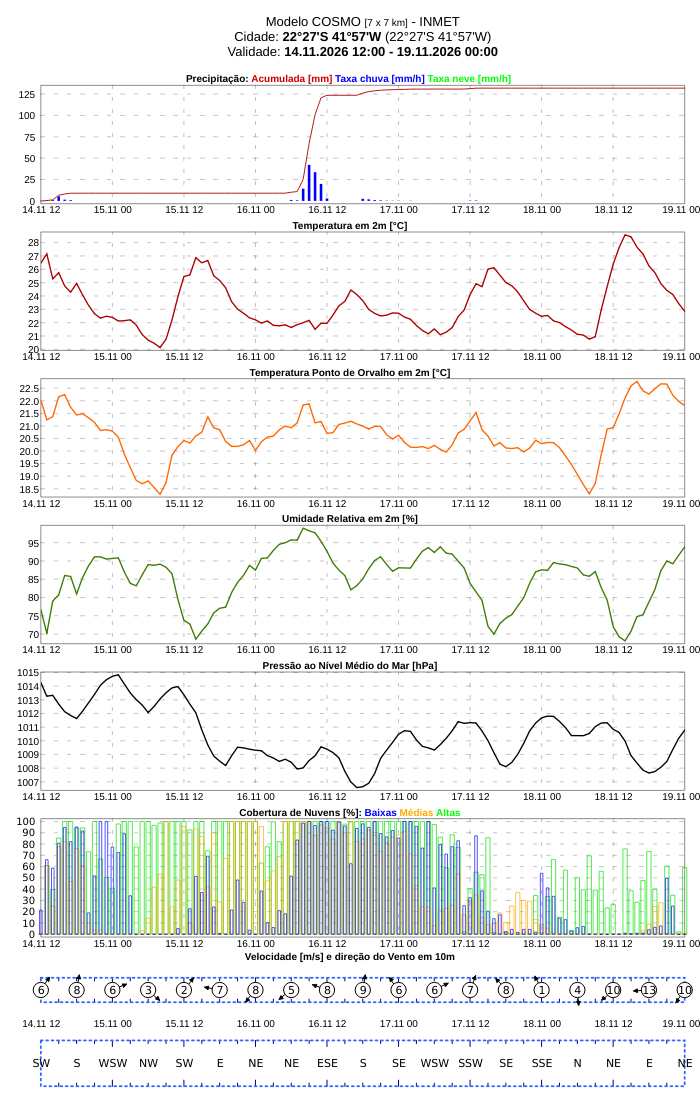 Modelo COSMO [7 x 7 km] - INMET
Cidade: 22°27'S 41°57'W (22°27'S 41°57'W)
Validade: 14.11.2026 12:00 - 19.11.2026 00:00
Precipitação: Acumulada [mm] Taxa chuva [mm/h] Taxa neve [mm/h]
125
100
75
50
25
0
14.11 12 15.11 00 15.11 12 16.11 00 16.11 12 17.11 00 17.11 12 18.11 00 18.11 12 19.11 00
Temperatura em 2m [°C]
28
27
26
25
24
23
22
21
20
14.11 12 15.11 00 15.11 12 16.11 00 16.11 12 17.11 00 17.11 12 18.11 00 18.11 12 19.11 00
Temperatura Ponto de Orvalho em 2m [°C]
22.5
22.0
21.5
21.0
20.5
20.0
19.5
19.0
18.5
14.11 12 15.11 00 15.11 12 16.11 00 16.11 12 17.11 00 17.11 12 18.11 00 18.11 12 19.11 00
Umidade Relativa em 2m [%]
95
90
85
80
75
70
14.11 12 15.11 00 15.11 12 16.11 00 16.11 12 17.11 00 17.11 12 18.11 00 18.11 12 19.11 00
Pressão ao Nível Médio do Mar [hPa]
1015
1014
1013
1012
1011
1010
1009
1008
1007
14.11 12 15.11 00 15.11 12 16.11 00 16.11 12 17.11 00 17.11 12 18.11 00 18.11 12 19.11 00
Cobertura de Nuvens [%]: Baixas Médias Altas
100
90
80
70
60
50
40
30
20
10
0
14.11 12 15.11 00 15.11 12 16.11 00 16.11 12 17.11 00 17.11 12 18.11 00 18.11 12 19.11 00
Velocidade [m/s] e direção do Vento em 10m
6 8 6 3 2 7 8 5 8 9 6 6 7 8 1 4 10 13 10
14.11 12 15.11 00 15.11 12 16.11 00 16.11 12 17.11 00 17.11 12 18.11 00 18.11 12 19.11 00
SW S WSW NW SW E NE NE ESE S SE WSW SSW SE SSE N NE E NE